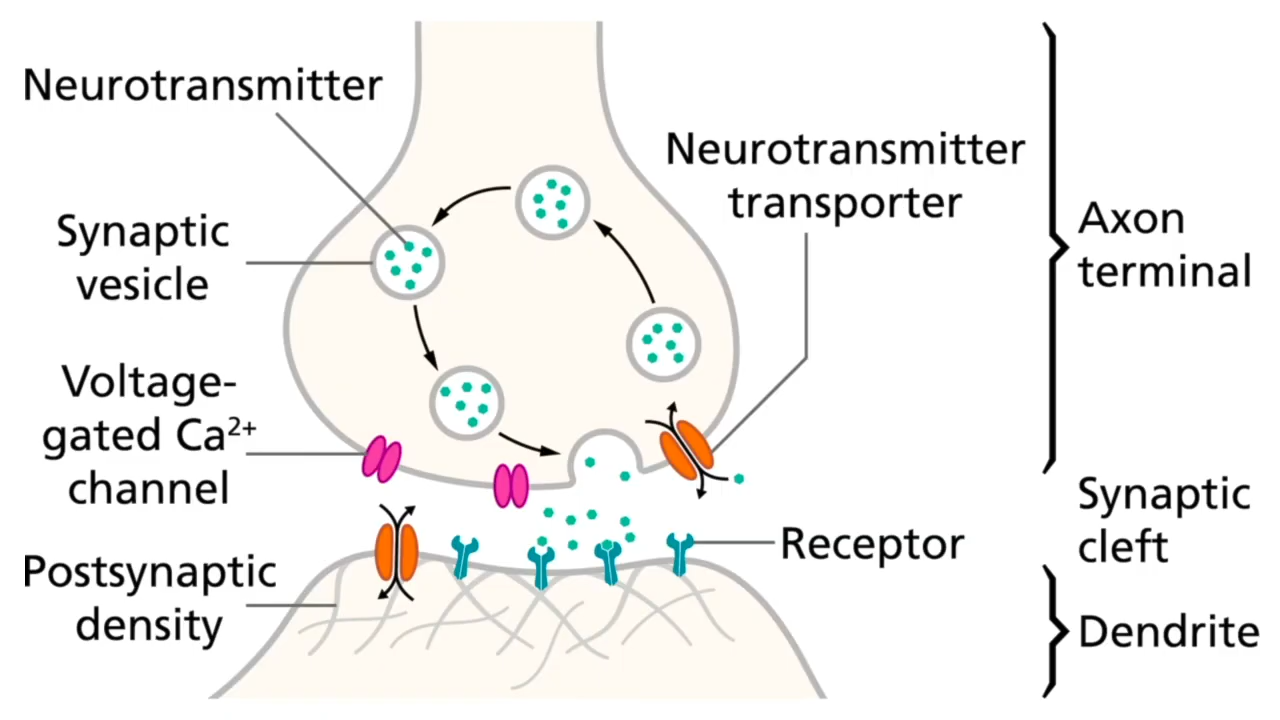 Neurotransmitter
Synaptic
vesicle
Voltage-
gated Ca²⁺
channel
Postsynaptic
density
Neurotransmitter
transporter
Receptor
Axon
terminal
Synaptic
cleft
Dendrite